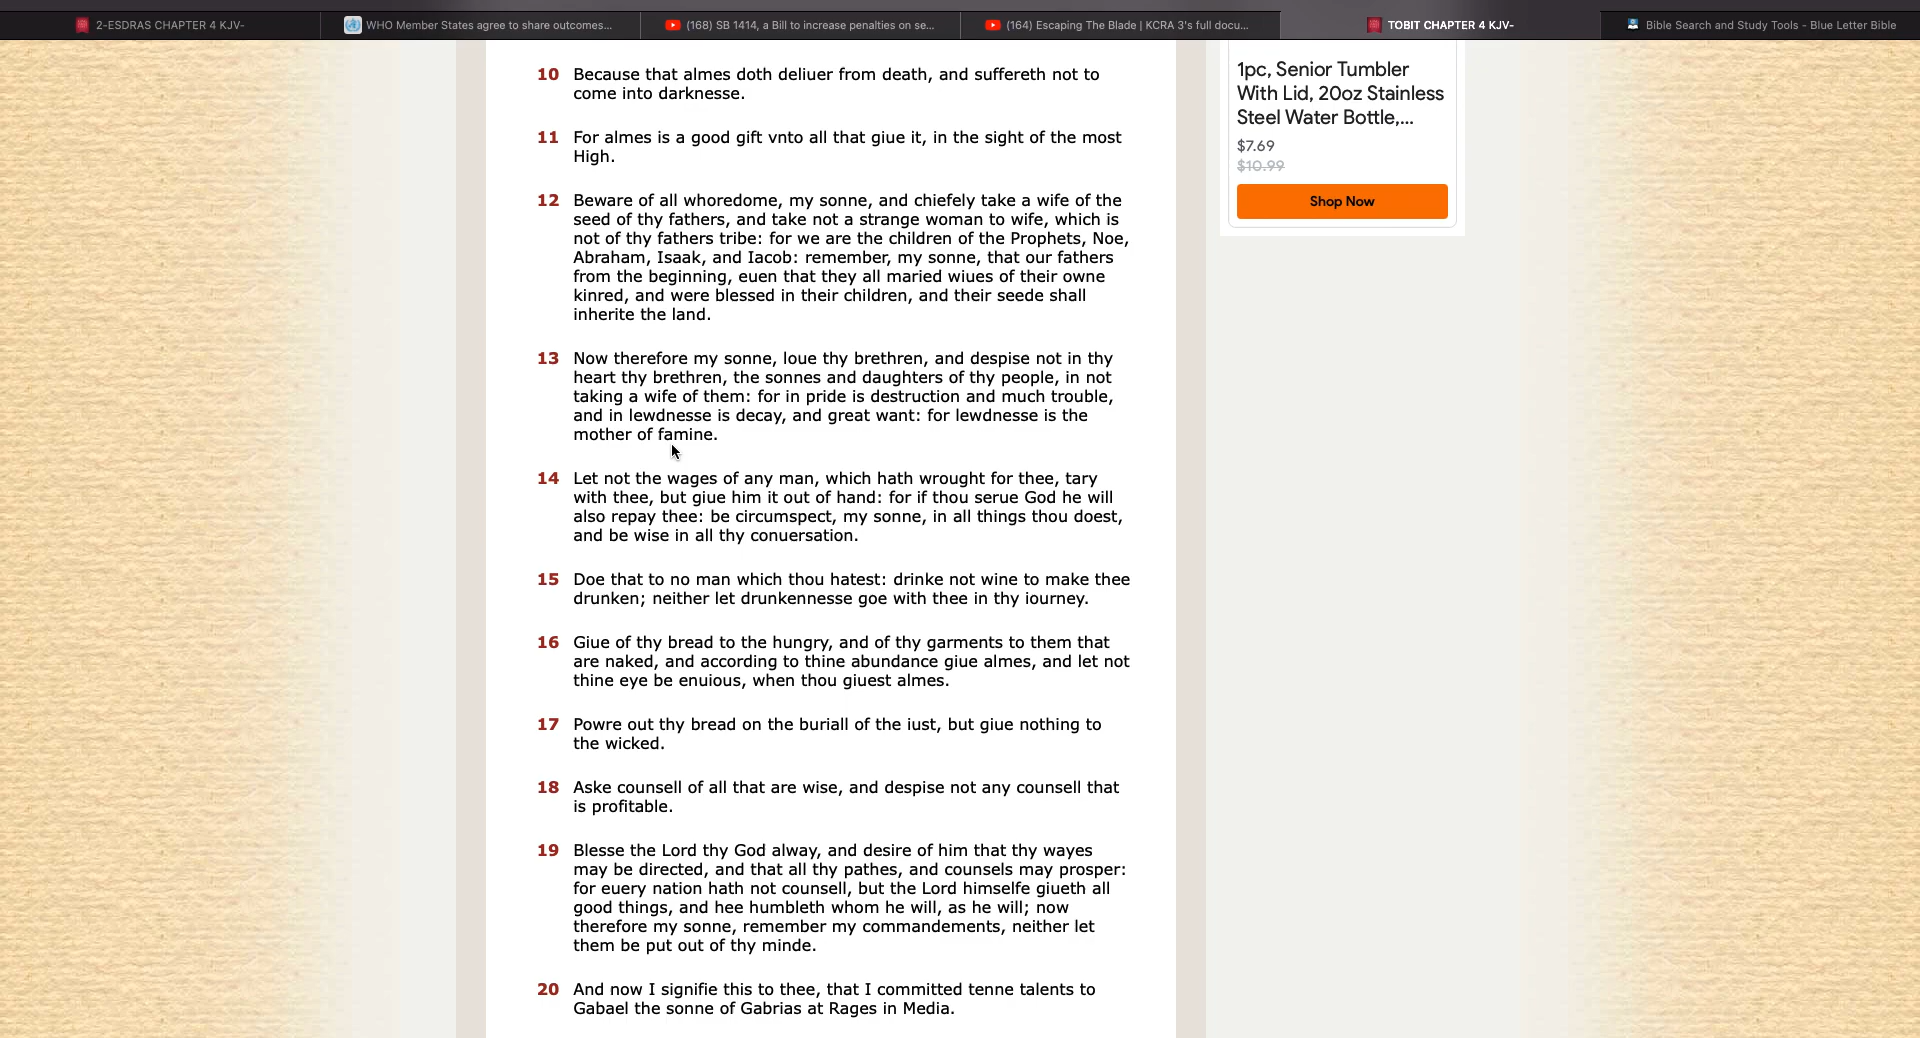 2-ESDRAS CHAPTER 4 KJV-
WHO Member States agree to share outcomes...
(168) SB 1414, a Bill to increase penalties on se...
(164) Escaping The Blade | KCRA 3's full docu...
TOBIT CHAPTER 4 KJV-
Bible Search and Study Tools - Blue Letter Bible
10 Because that almes doth deliuer from death, and suffereth not to
come into darknesse.
11 For almes is a good gift vnto all that giue it, in the sight of the most
High.
12 Beware of all whoredome, my sonne, and chiefely take a wife of the
seed of thy fathers, and take not a strange woman to wife, which is
not of thy fathers tribe: for we are the children of the Prophets, Noe,
Abraham, Isaak, and Iacob: remember, my sonne, that our fathers
from the beginning, euen that they all maried wiues of their owne
kinred, and were blessed in their children, and their seede shall
inherite the land.
13 Now therefore my sonne, loue thy brethren, and despise not in thy
heart thy brethren, the sonnes and daughters of thy people, in not
taking a wife of them: for in pride is destruction and much trouble,
and in lewdnesse is decay, and great want: for lewdnesse is the
mother of famine.
14 Let not the wages of any man, which hath wrought for thee, tary
with thee, but giue him it out of hand: for if thou serue God he will
also repay thee: be circumspect, my sonne, in all things thou doest,
and be wise in all thy conuersation.
15 Doe that to no man which thou hatest: drinke not wine to make thee
drunken; neither let drunkennesse goe with thee in thy iourney.
16 Giue of thy bread to the hungry, and of thy garments to them that
are naked, and according to thine abundance giue almes, and let not
thine eye be enuious, when thou giuest almes.
17 Powre out thy bread on the buriall of the iust, but giue nothing to
the wicked.
18 Aske counsell of all that are wise, and despise not any counsell that
is profitable.
19 Blesse the Lord thy God alway, and desire of him that thy wayes
may be directed, and that all thy pathes, and counsels may prosper:
for euery nation hath not counsell, but the Lord himselfe giueth all
good things, and hee humbleth whom he will, as he will; now
therefore my sonne, remember my commandements, neither let
them be put out of thy minde.
20 And now I signifie this to thee, that I committed tenne talents to
Gabael the sonne of Gabrias at Rages in Media.
1pc, Senior Tumbler
With Lid, 20oz Stainless
Steel Water Bottle,...
$7.69
$10.99
Shop Now